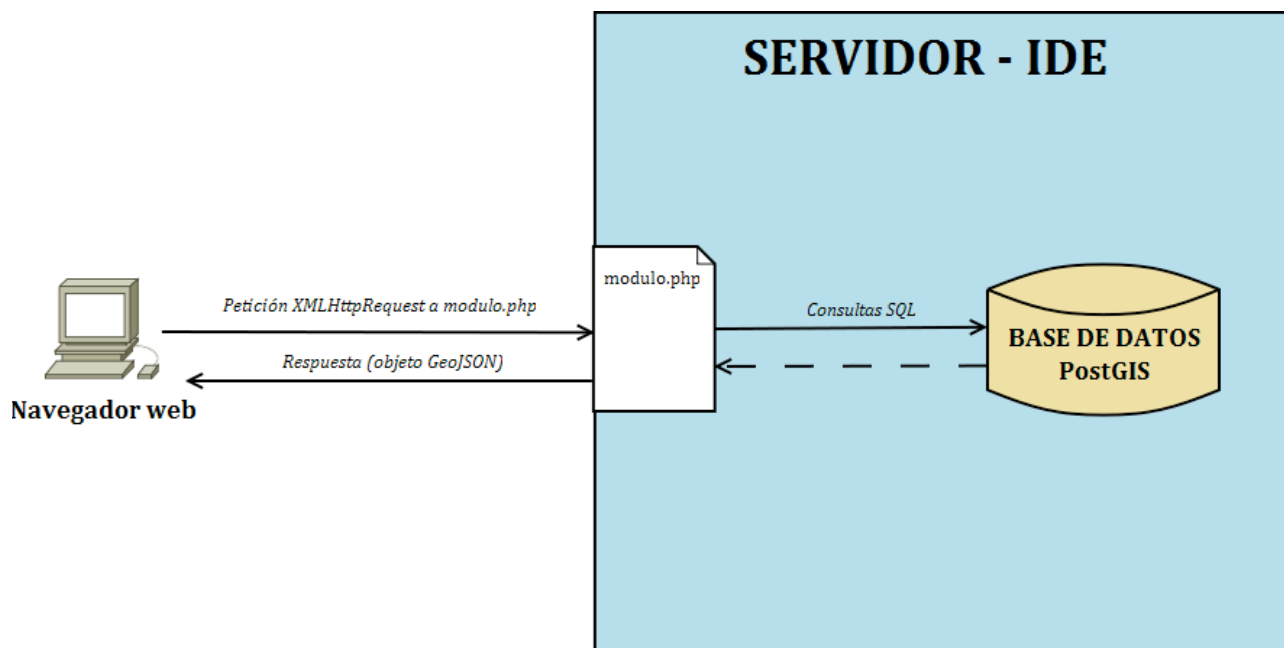 SERVIDOR - IDE
modulo.php
Petición XMLHttpRequest a modulo.php
Consultas SQL
Respuesta (objeto GeoJSON)
BASE DE DATOS
PostGIS
Navegador web